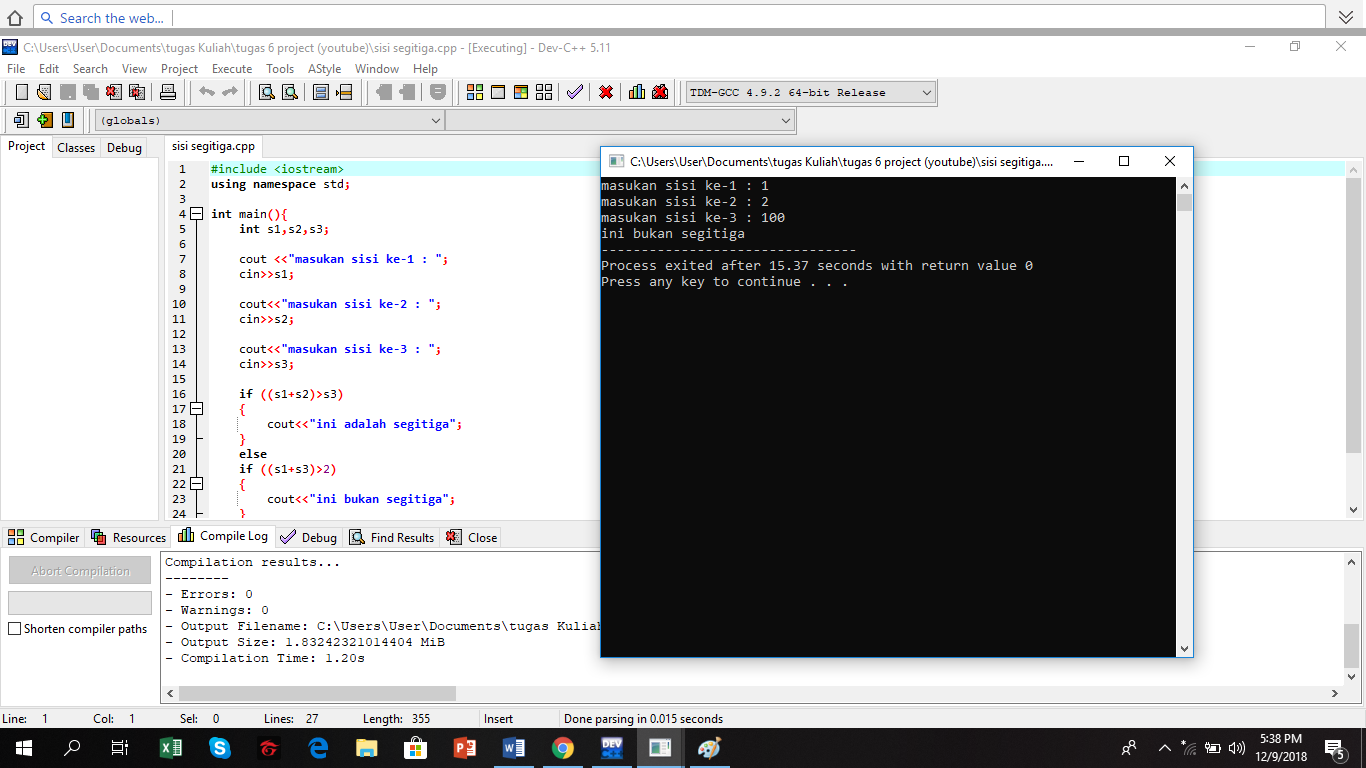 Search the web...
C:\Users\User\Documents\tugas Kuliah\tugas 6 project (youtube)\sisi segitiga.cpp - [Executing] - Dev-C++ 5.11
File Edit Search View Project Execute Tools AStyle Window Help
TDM-GCC 4.9.2 64-bit Release
(globals)
Project Classes Debug
sisi segitiga.cpp
1 #include <iostream>
2 using namespace std;
3
4 int main(){
5 int s1,s2,s3;
6
7 cout <<"masukan sisi ke-1 : ";
8 cin>>s1;
9
10 cout<<"masukan sisi ke-2 : ";
11 cin>>s2;
12
13 cout<<"masukan sisi ke-3 : ";
14 cin>>s3;
15
16 if ((s1+s2)>s3)
17 {
18 cout<<"ini adalah segitiga";
19 }
20 else
21 if ((s1+s3)>2)
22 {
23 cout<<"ini bukan segitiga";
24 }
C:\Users\User\Documents\tugas Kuliah\tugas 6 project (youtube)\sisi segitiga....
masukan sisi ke-1 : 1
masukan sisi ke-2 : 2
masukan sisi ke-3 : 100
ini bukan segitiga
--------------------------------
Process exited after 15.37 seconds with return value 0
Press any key to continue . . .
Compiler Resources Compile Log Debug Find Results Close
Abort Compilation
Shorten compiler paths
Compilation results...
--------
- Errors: 0
- Warnings: 0
- Output Filename: C:\Users\User\Documents\tugas Kuliah
- Output Size: 1.83242321014404 MiB
- Compilation Time: 1.20s
Line: 1 Col: 1 Sel: 0 Lines: 27 Length: 355 Insert Done parsing in 0.015 seconds
5:38 PM
12/9/2018
5